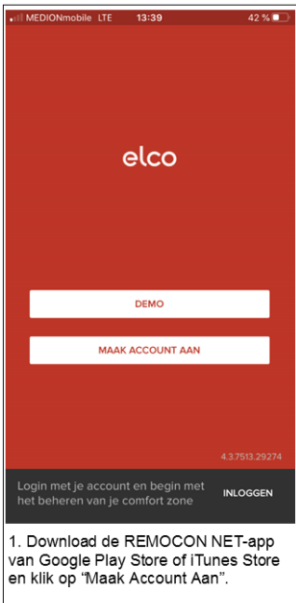 MEDIONmobile LTE 13:39 42 %
elco
DEMO
MAAK ACCOUNT AAN
4.3.7513.29274
Login met je account en begin met
het beheren van je comfort zone
INLOGGEN
1. Download de REMOCON NET-app
van Google Play Store of iTunes Store
en klik op “Maak Account Aan”.